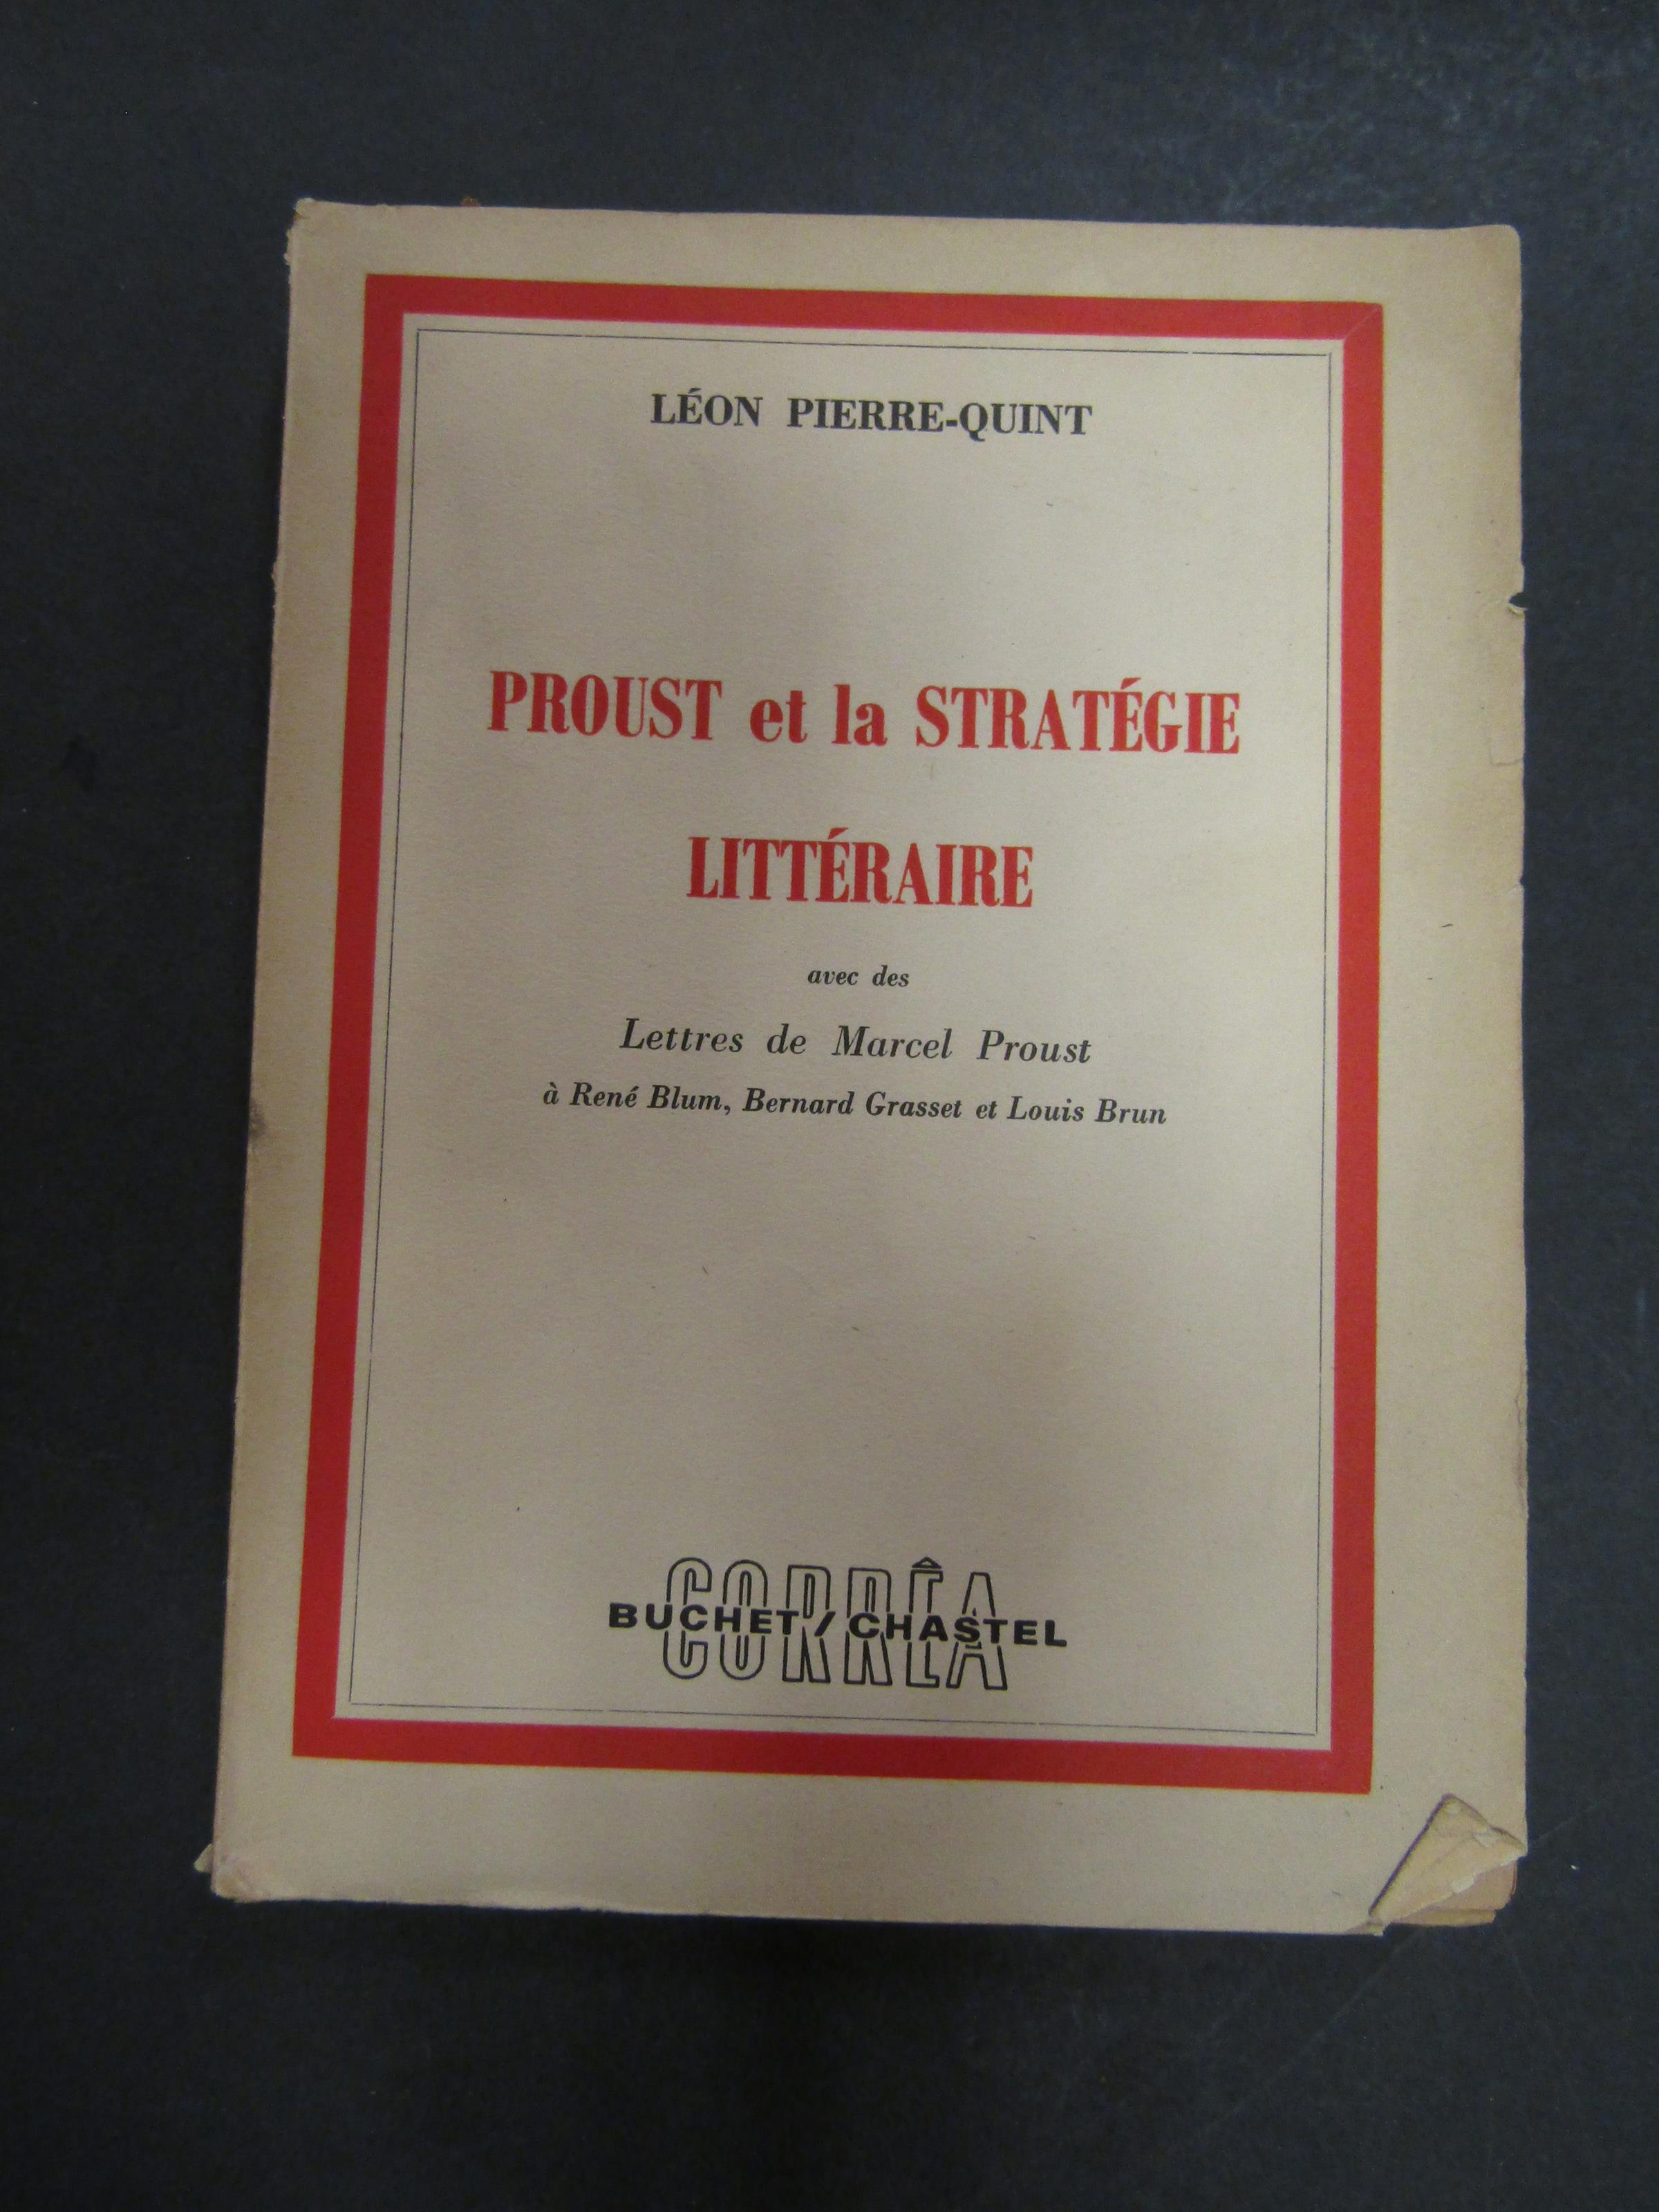 LÉON PIERRE-QUINT
PROUST et la STRATÉGIE
LITTÉRAIRE
avec des
Lettres de Marcel Proust
à René Blum, Bernard Grasset et Louis Brun
CORRÊA
BUCHET / CHASTEL